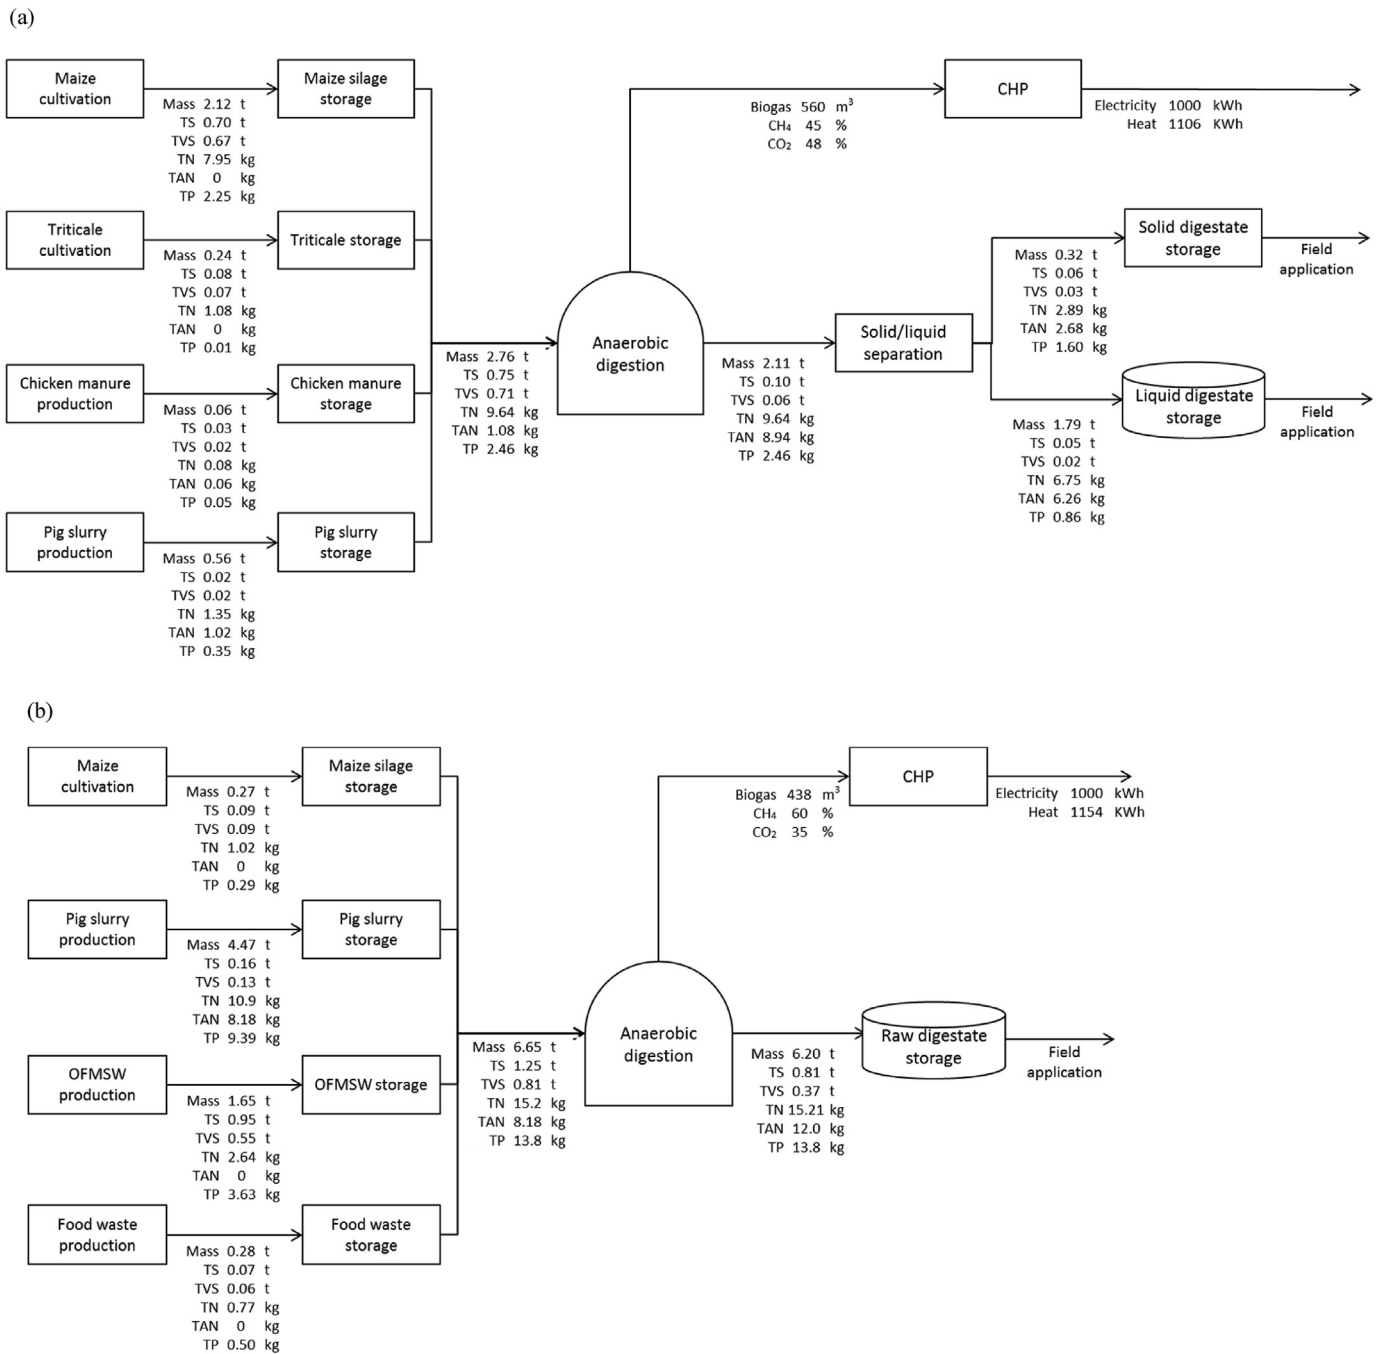 (a)
Maize
cultivation
Mass 2.12 t
TS 0.70 t
TVS 0.67 t
TN 7.95 kg
TAN 0 kg
TP 2.25 kg
Maize silage
storage
Triticale
cultivation
Mass 0.24 t
TS 0.08 t
TVS 0.07 t
TN 1.08 kg
TAN 0 kg
TP 0.01 kg
Triticale storage
Chicken manure
production
Mass 0.06 t
TS 0.03 t
TVS 0.02 t
TN 0.08 kg
TAN 0.06 kg
TP 0.05 kg
Chicken manure
storage
Pig slurry
production
Mass 0.56 t
TS 0.02 t
TVS 0.02 t
TN 1.35 kg
TAN 1.02 kg
TP 0.35 kg
Pig slurry
storage
Mass 2.76 t
TS 0.75 t
TVS 0.71 t
TN 9.64 kg
TAN 1.08 kg
TP 2.46 kg
Anaerobic
digestion
Biogas 560 m³
CH₄ 45 %
CO₂ 48 %
CHP
Electricity 1000 kWh
Heat 1106 KWh
Mass 2.11 t
TS 0.10 t
TVS 0.06 t
TN 9.64 kg
TAN 8.94 kg
TP 2.46 kg
Solid/liquid
separation
Mass 0.32 t
TS 0.06 t
TVS 0.03 t
TN 2.89 kg
TAN 2.68 kg
TP 1.60 kg
Solid digestate
storage
Field
application
Mass 1.79 t
TS 0.05 t
TVS 0.02 t
TN 6.75 kg
TAN 6.26 kg
TP 0.86 kg
Liquid digestate
storage
Field
application
(b)
Maize
cultivation
Mass 0.27 t
TS 0.09 t
TVS 0.09 t
TN 1.02 kg
TAN 0 kg
TP 0.29 kg
Maize silage
storage
Pig slurry
production
Mass 4.47 t
TS 0.16 t
TVS 0.13 t
TN 10.9 kg
TAN 8.18 kg
TP 9.39 kg
Pig slurry
storage
OFMSW
production
Mass 1.65 t
TS 0.95 t
TVS 0.55 t
TN 2.64 kg
TAN 0 kg
TP 3.63 kg
OFMSW storage
Food waste
production
Mass 0.28 t
TS 0.07 t
TVS 0.06 t
TN 0.77 kg
TAN 0 kg
TP 0.50 kg
Food waste
storage
Mass 6.65 t
TS 1.25 t
TVS 0.81 t
TN 15.2 kg
TAN 8.18 kg
TP 13.8 kg
Anaerobic
digestion
Biogas 438 m³
CH₄ 60 %
CO₂ 35 %
CHP
Electricity 1000 kWh
Heat 1154 KWh
Mass 6.20 t
TS 0.81 t
TVS 0.37 t
TN 15.21 kg
TAN 12.0 kg
TP 13.8 kg
Raw digestate
storage
Field
application